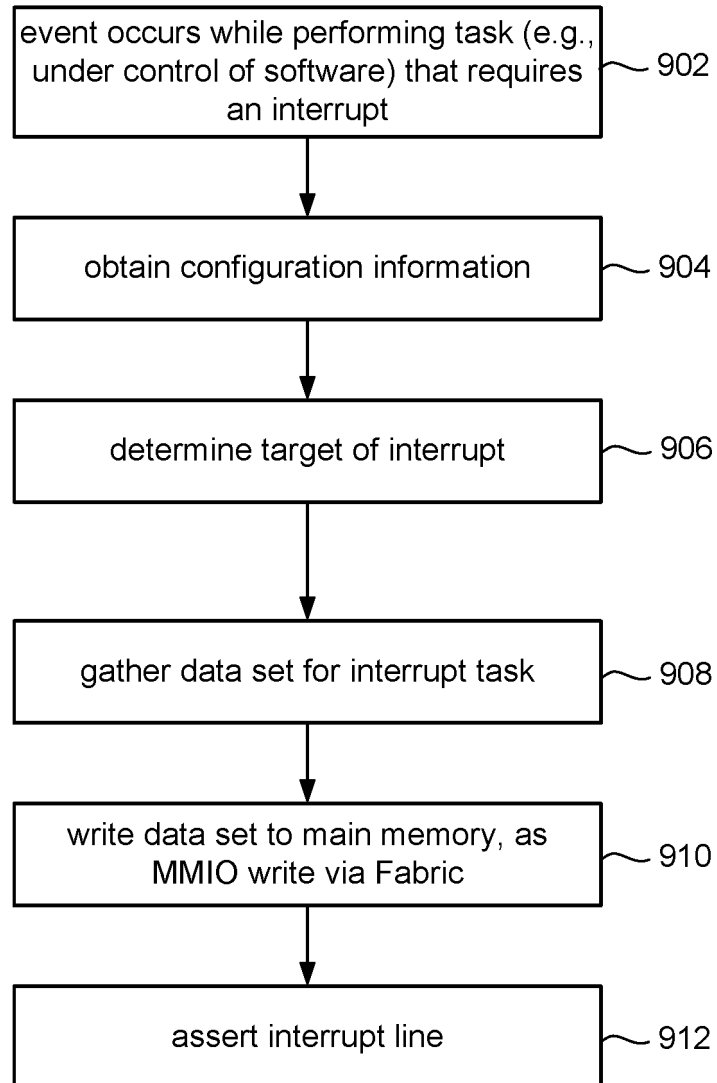 event occurs while performing task (e.g.,
under control of software) that requires
an interrupt
902
obtain configuration information
904
determine target of interrupt
906
gather data set for interrupt task
908
write data set to main memory, as
MMIO write via Fabric
910
assert interrupt line
912